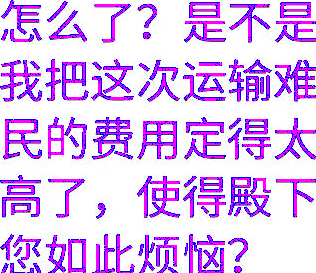 怎么了？是不是
我把这次运输难
民的费用定得太
高了，使得殿下
您如此烦恼？